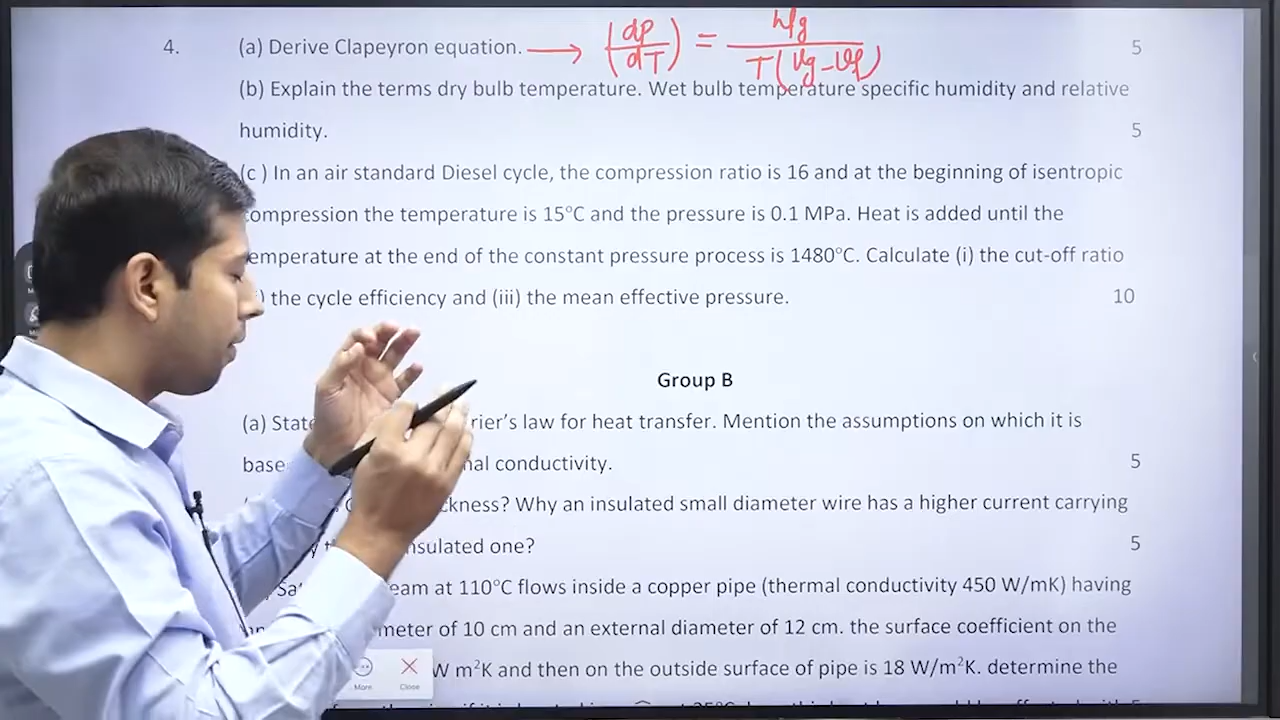 4. (a) Derive Clapeyron equation. → (dP/dT) = hfg / T(vg-vf) 5
(b) Explain the terms dry bulb temperature. Wet bulb temperature specific humidity and relative
humidity. 5
(c ) In an air standard Diesel cycle, the compression ratio is 16 and at the beginning of isentropic
compression the temperature is 15°C and the pressure is 0.1 MPa. Heat is added until the
temperature at the end of the constant pressure process is 1480°C. Calculate (i) the cut-off ratio
the cycle efficiency and (iii) the mean effective pressure. 10
Group B
(a) State rier’s law for heat transfer. Mention the assumptions on which it is
base nal conductivity. 5
ckness? Why an insulated small diameter wire has a higher current carrying
nsulated one? 5
Sa eam at 110°C flows inside a copper pipe (thermal conductivity 450 W/mK) having
meter of 10 cm and an external diameter of 12 cm. the surface coefficient on the
W m²K and then on the outside surface of pipe is 18 W/m²K. determine the
More Close